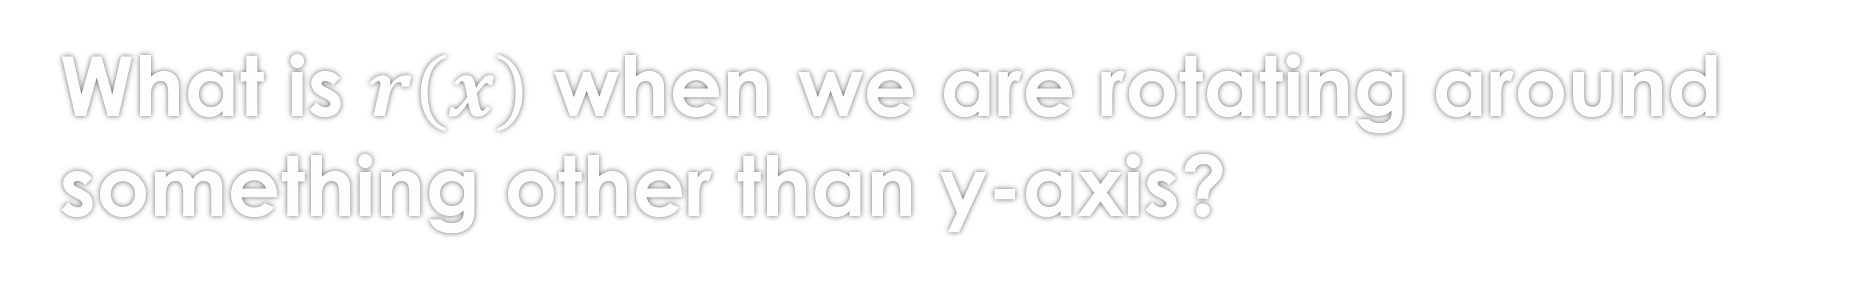 What is 𝑟(𝑥) when we are rotating around
something other than y-axis?